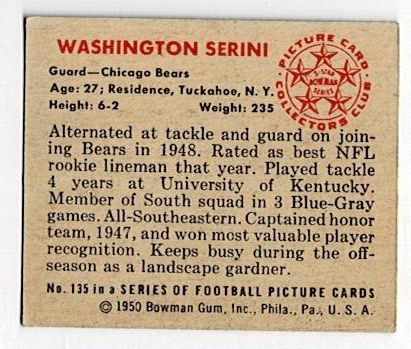 WASHINGTON SERINI
Guard—Chicago Bears
Age: 27; Residence, Tuckahoe, N. Y.
Height: 6-2 Weight: 235
PICTURE CARD
5-STAR
BOWMAN
SERIES
COLLECTORS CLUB
Alternated at tackle and guard on join-
ing Bears in 1948. Rated as best NFL
rookie lineman that year. Played tackle
4 years at University of Kentucky.
Member of South squad in 3 Blue-Gray
games. All-Southeastern. Captained honor
team, 1947, and won most valuable player
recognition. Keeps busy during the off-
season as a landscape gardner.
No. 135 in a SERIES OF FOOTBALL PICTURE CARDS
©1950 Bowman Gum, Inc., Phila., Pa., U. S. A.